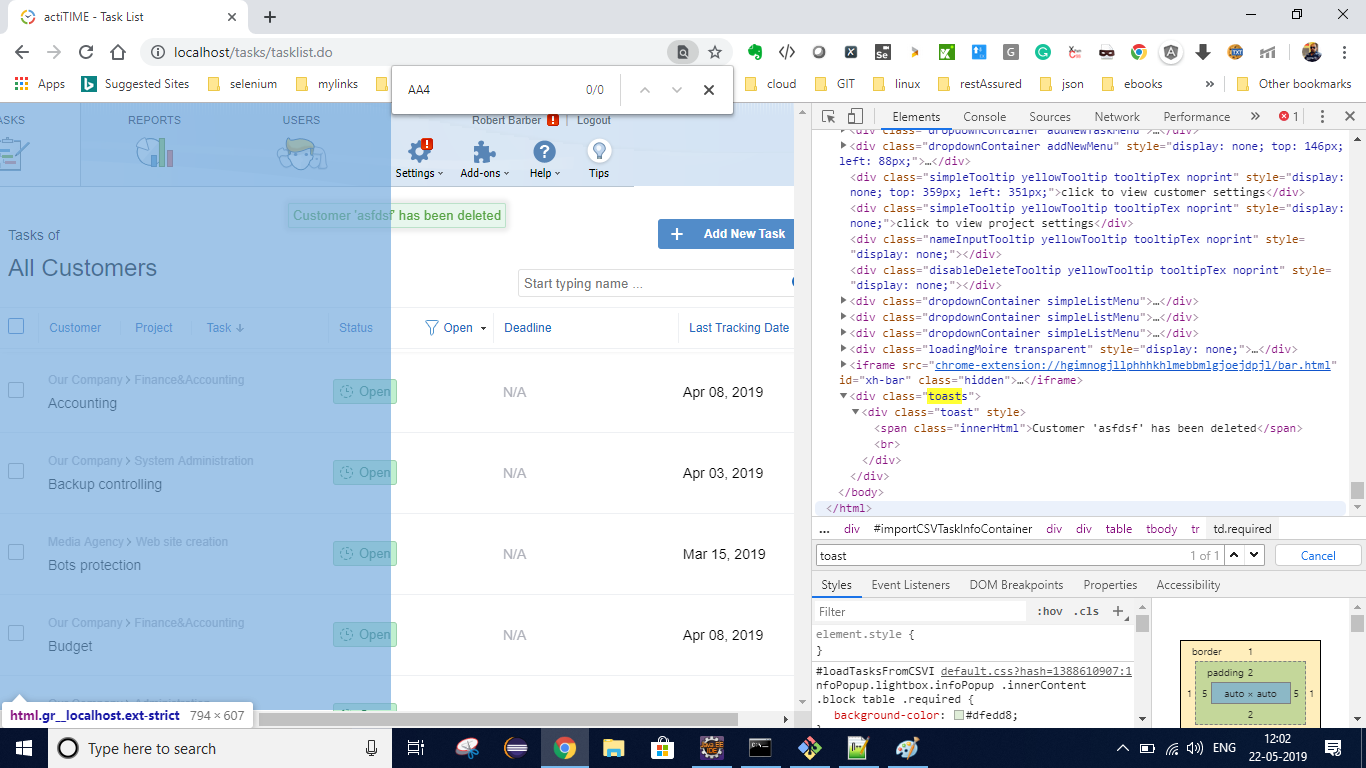 actiTIME - Task List
localhost/tasks/tasklist.do
Apps
Suggested Sites
selenium
mylinks
cloud
GIT
linux
restAssured
json
ebooks
»
Other bookmarks
AA4
0/0
REPORTS
USERS
Robert Barber
Logout
Settings
Add-ons
Help
Tips
Customer 'asfdsf' has been deleted
Tasks of
All Customers
Add New Task
Start typing name ...
Customer
Project
Task
Status
Open
Deadline
Last Tracking Date
Our Company > Finance&Accounting
Accounting
Open
N/A
Apr 08, 2019
Our Company > System Administration
Backup controlling
Open
N/A
Apr 03, 2019
Media Agency > Web site creation
Bots protection
Open
N/A
Mar 15, 2019
Our Company > Finance&Accounting
Budget
Open
N/A
Apr 08, 2019
html.gr__localhost.ext-strict 794 × 607
Elements
Console
Sources
Network
Performance
»
1
<div class="dropdownContainer addNewTaskMenu">…</div>
<div class="dropdownContainer addNewMenu" style="display: none; top: 146px;
left: 88px;">…</div>
<div class="simpleTooltip yellowTooltip tooltipTex noprint" style="display:
none; top: 359px; left: 351px;">click to view customer settings</div>
<div class="simpleTooltip yellowTooltip tooltipTex noprint" style="display:
none;">click to view project settings</div>
<div class="nameInputTooltip yellowTooltip tooltipTex noprint" style=
"display: none;"></div>
<div class="disableDeleteTooltip yellowTooltip tooltipTex noprint" style=
"display: none;"></div>
<div class="dropdownContainer simpleListMenu">…</div>
<div class="dropdownContainer simpleListMenu">…</div>
<div class="dropdownContainer simpleListMenu">…</div>
<div class="loadingMoire transparent" style="display: none;">…</div>
<iframe src="chrome-extension://hgimnogjllphhhkhlmebbmlgjoejdpjl/bar.html"
id="xh-bar" class="hidden">…</iframe>
<div class="toasts">
<div class="toast" style>
<span class="innerHtml">Customer 'asfdsf' has been deleted</span>
<br>
</div>
</div>
</body>
</html>
... div #importCSVTaskInfoContainer div div table tbody tr td.required
toast
1 of 1
Cancel
Styles
Event Listeners
DOM Breakpoints
Properties
Accessibility
Filter
:hov .cls +
element.style {
}
#loadTasksFromCSVI default.css?hash=1388610907:1
nfoPopup.lightbox.infoPopup .innerContent
.block table .required {
background-color: #dfedd8;
border 1
padding 2
1 5 auto × auto 5 1
2
Type here to search
ENG
12:02
22-05-2019